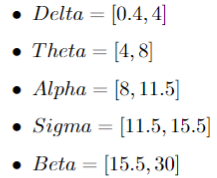 • Delta = [0.4, 4]
• Theta = [4, 8]
• Alpha = [8, 11.5]
• Sigma = [11.5, 15.5]
• Beta = [15.5, 30]